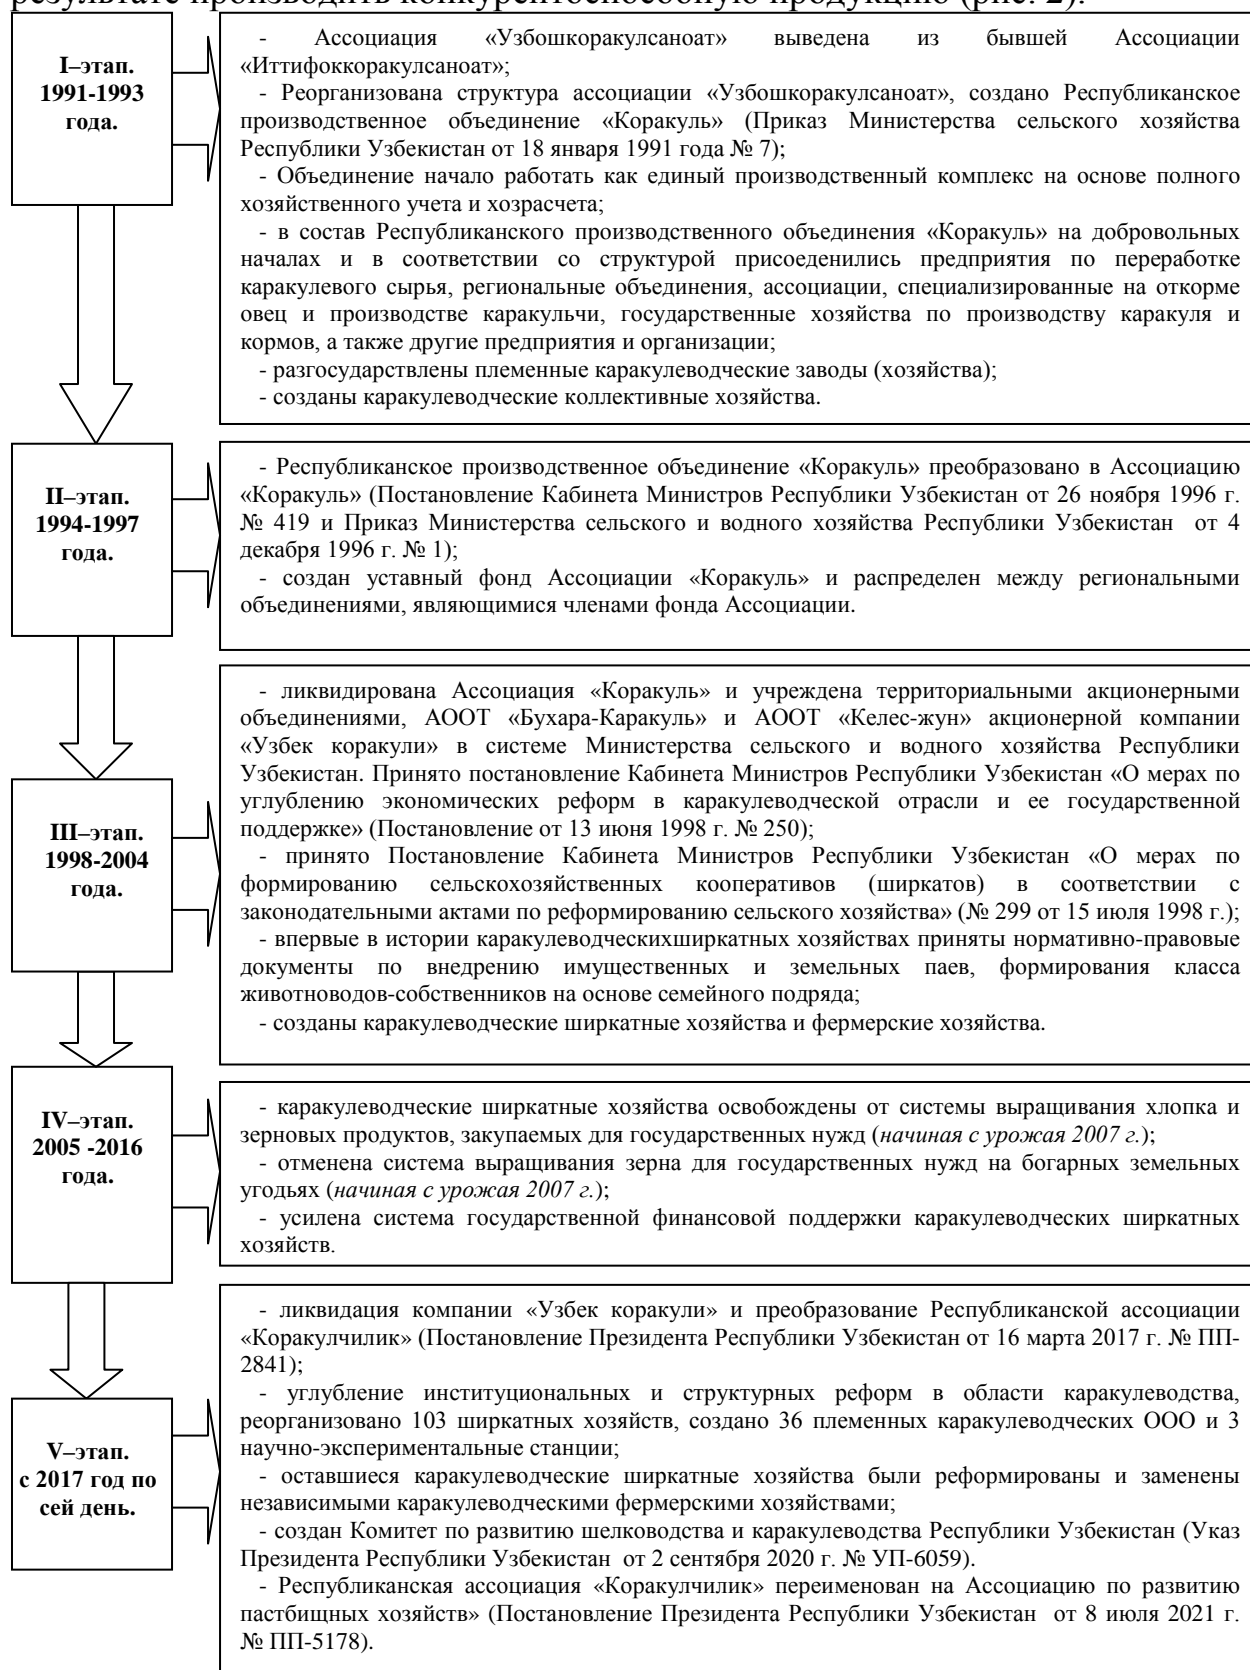 результате производить конкурентоспособную продукцию (рис. 2).
I–этап.
1991-1993
года.
- Ассоциация «Узбошкоракулсаноат» выведена из бывшей Ассоциации
«Иттифоккоракулсаноат»;
- Реорганизована структура ассоциации «Узбошкоракулсаноат», создано Республиканское
производственное объединение «Коракуль» (Приказ Министерства сельского хозяйства
Республики Узбекистан от 18 января 1991 года № 7);
- Объединение начало работать как единый производственный комплекс на основе полного
хозяйственного учета и хозрасчета;
- в состав Республиканского производственного объединения «Коракуль» на добровольных
началах и в соответствии со структурой присоеденились предприятия по переработке
каракулевого сырья, региональные объединения, ассоциации, специализированные на откорме
овец и производстве каракульчи, государственные хозяйства по производству каракуля и
кормов, а также другие предприятия и организации;
- разгосударствлены племенные каракулеводческие заводы (хозяйства);
- созданы каракулеводческие коллективные хозяйства.
II–этап.
1994-1997
года.
- Республиканское производственное объединение «Коракуль» преобразовано в Ассоциацию
«Коракуль» (Постановление Кабинета Министров Республики Узбекистан от 26 ноября 1996 г.
№ 419 и Приказ Министерства сельского и водного хозяйства Республики Узбекистан от 4
декабря 1996 г. № 1);
- создан уставный фонд Ассоциации «Коракуль» и распределен между региональными
объединениями, являющимися членами фонда Ассоциации.
III–этап.
1998-2004
года.
- ликвидирована Ассоциация «Коракуль» и учреждена территориальными акционерными
объединениями, АООТ «Бухара-Каракуль» и АООТ «Келес-жун» акционерной компании
«Узбек коракули» в системе Министерства сельского и водного хозяйства Республики
Узбекистан. Принято постановление Кабинета Министров Республики Узбекистан «О мерах по
углублению экономических реформ в каракулеводческой отрасли и ее государственной
поддержке» (Постановление от 13 июня 1998 г. № 250);
- принято Постановление Кабинета Министров Республики Узбекистан «О мерах по
формированию сельскохозяйственных кооперативов (ширкатов) в соответствии с
законодательными актами по реформированию сельского хозяйства» (№ 299 от 15 июля 1998 г.);
- впервые в истории каракулеводческихширкатных хозяйствах приняты нормативно-правовые
документы по внедрению имущественных и земельных паев, формирования класса
животноводов-собственников на основе семейного подряда;
- созданы каракулеводческие ширкатные хозяйства и фермерские хозяйства.
IV–этап.
2005 -2016
года.
- каракулеводческие ширкатные хозяйства освобождены от системы выращивания хлопка и
зерновых продуктов, закупаемых для государственных нужд (начиная с урожая 2007 г.);
- отменена система выращивания зерна для государственных нужд на богарных земельных
угодьях (начиная с урожая 2007 г.);
- усилена система государственной финансовой поддержки каракулеводческих ширкатных
хозяйств.
V–этап.
с 2017 год по
сей день.
- ликвидация компании «Узбек коракули» и преобразование Республиканской ассоциации
«Коракулчилик» (Постановление Президента Республики Узбекистан от 16 марта 2017 г. № ПП-
2841);
- углубление институциональных и структурных реформ в области каракулеводства,
реорганизовано 103 ширкатных хозяйств, создано 36 племенных каракулеводческих ООО и 3
научно-экспериментальные станции;
- оставшиеся каракулеводческие ширкатные хозяйства были реформированы и заменены
независимыми каракулеводческими фермерскими хозяйствами;
- создан Комитет по развитию шелководства и каракулеводства Республики Узбекистан (Указ
Президента Республики Узбекистан от 2 сентября 2020 г. № УП-6059).
- Республиканская ассоциация «Коракулчилик» переименован на Ассоциацию по развитию
пастбищных хозяйств» (Постановление Президента Республики Узбекистан от 8 июля 2021 г.
№ ПП-5178).